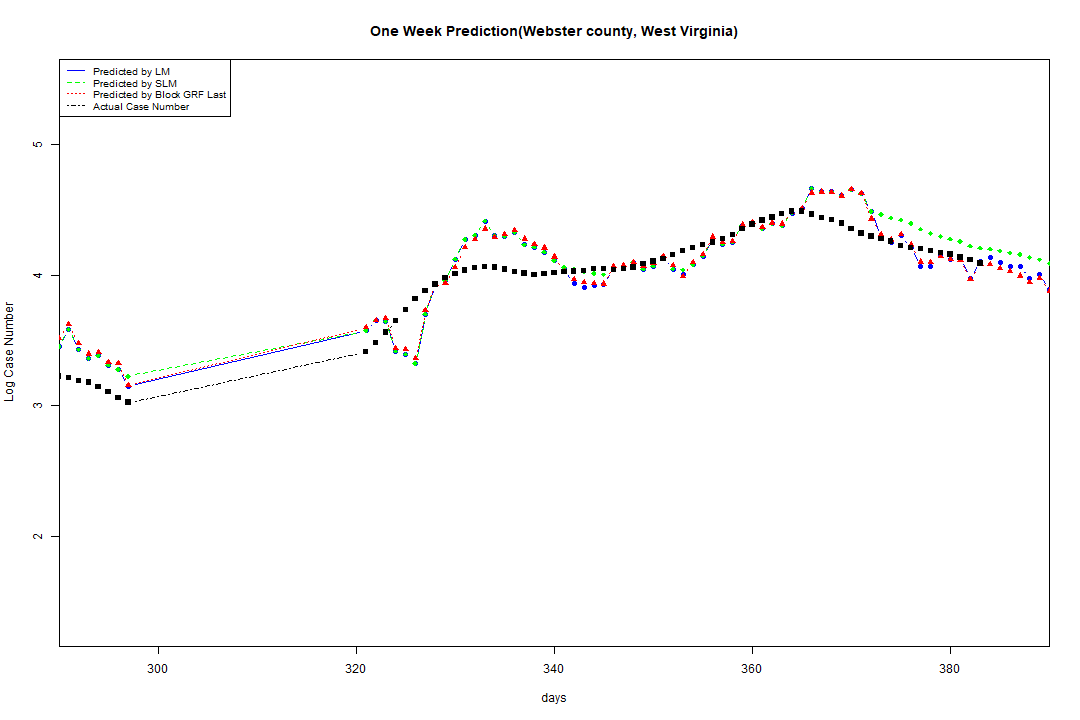 One Week Prediction(Webster county, West Virginia)
Predicted by LM
Predicted by SLM
Predicted by Block GRF Last
Actual Case Number
5
4
3
2
Log Case Number
300 320 340 360 380
days